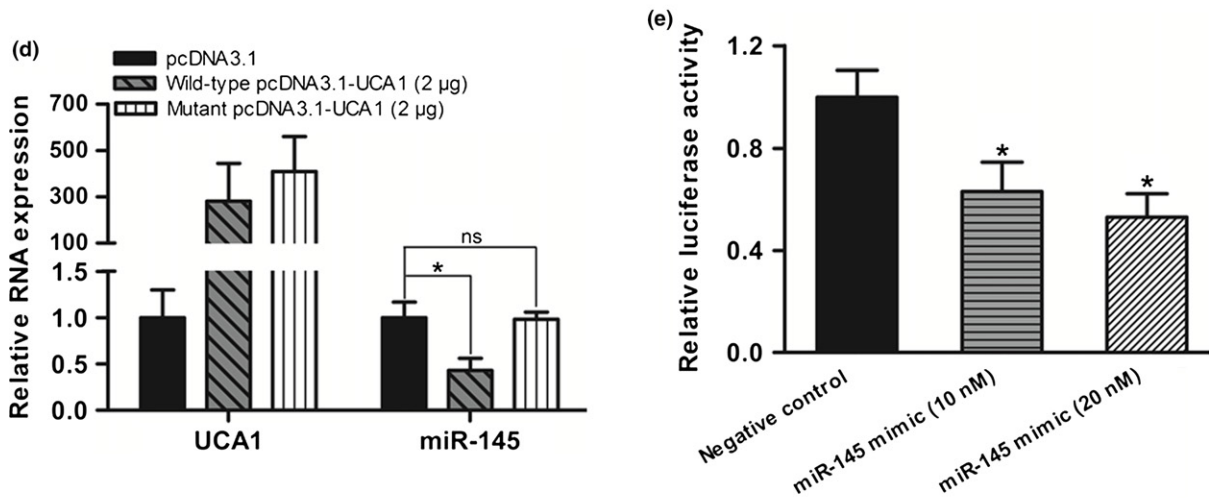 (d)
pcDNA3.1
Wild-type pcDNA3.1-UCA1 (2 µg)
Mutant pcDNA3.1-UCA1 (2 µg)
Relative RNA expression
700
500
300
100
1.5
1.0
0.5
0.0
ns
*
UCA1
miR-145
(e)
Relative luciferase activity
1.2
0.8
0.4
0.0
*
*
Negative control
miR-145 mimic (10 nM)
miR-145 mimic (20 nM)